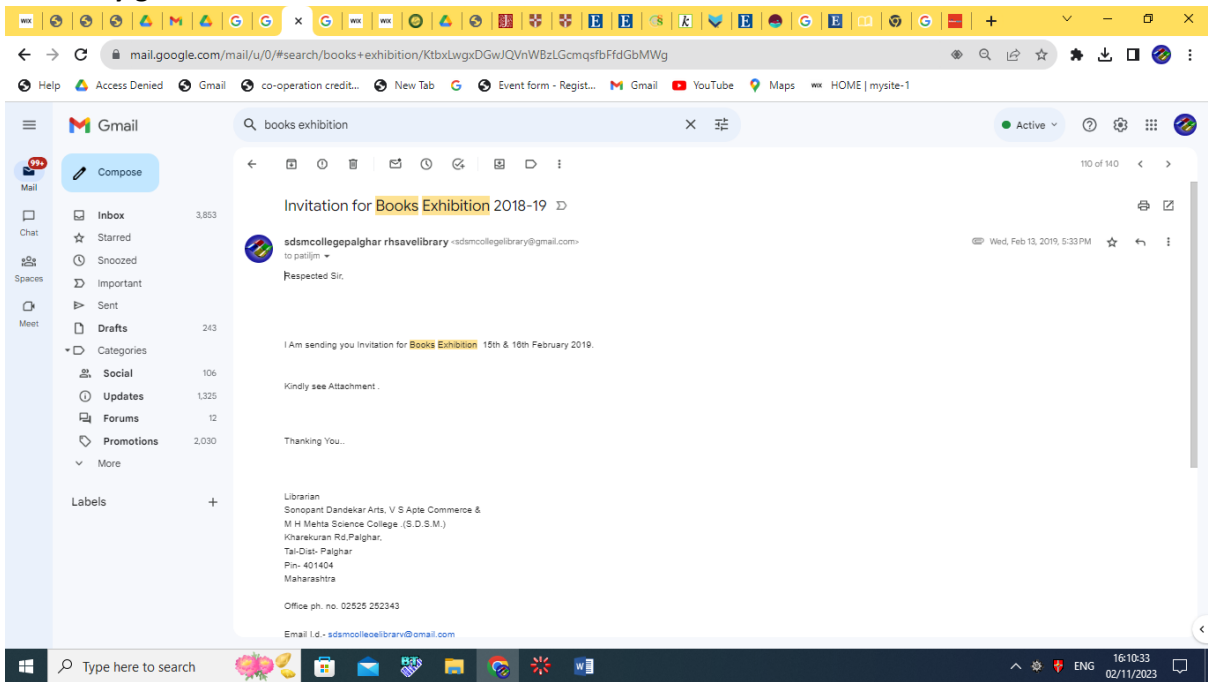 mail.google.com/mail/u/0/#search/books+exhibition/KtbxLwgxDGwJQVnWBzLGcmqsfbFfdGbMWg
Help Access Denied Gmail co-operation credit... New Tab Event form - Regist... Gmail YouTube Maps HOME | mysite-1
Gmail
books exhibition
Active
99+
Mail
Chat
Spaces
Meet
Compose
Inbox 3,853
Starred
Snoozed
Important
Sent
Drafts 243
Categories
Social 106
Updates 1,325
Forums 12
Promotions 2,030
More
Labels +
110 of 140
Invitation for Books Exhibition 2018-19
sdsmcollegepalghar rhsavelibrary <sdsmcollegelibrary@gmail.com>
Wed, Feb 13, 2019, 5:33 PM
to patiljm
Respected Sir,
I Am sending you Invitation for Books Exhibition 15th & 16th February 2019.
Kindly see Attachment .
Thanking You..
Librarian
Sonopant Dandekar Arts, V S Apte Commerce &
M H Mehta Science College .(S.D.S.M.)
Kharekuran Rd,Palghar,
Tal-Dist- Palghar
Pin- 401404
Maharashtra
Office ph. no. 02525 252343
Email I.d.- sdsmcollegelibrary@gmail.com
Type here to search
ENG
16:10:33
02/11/2023